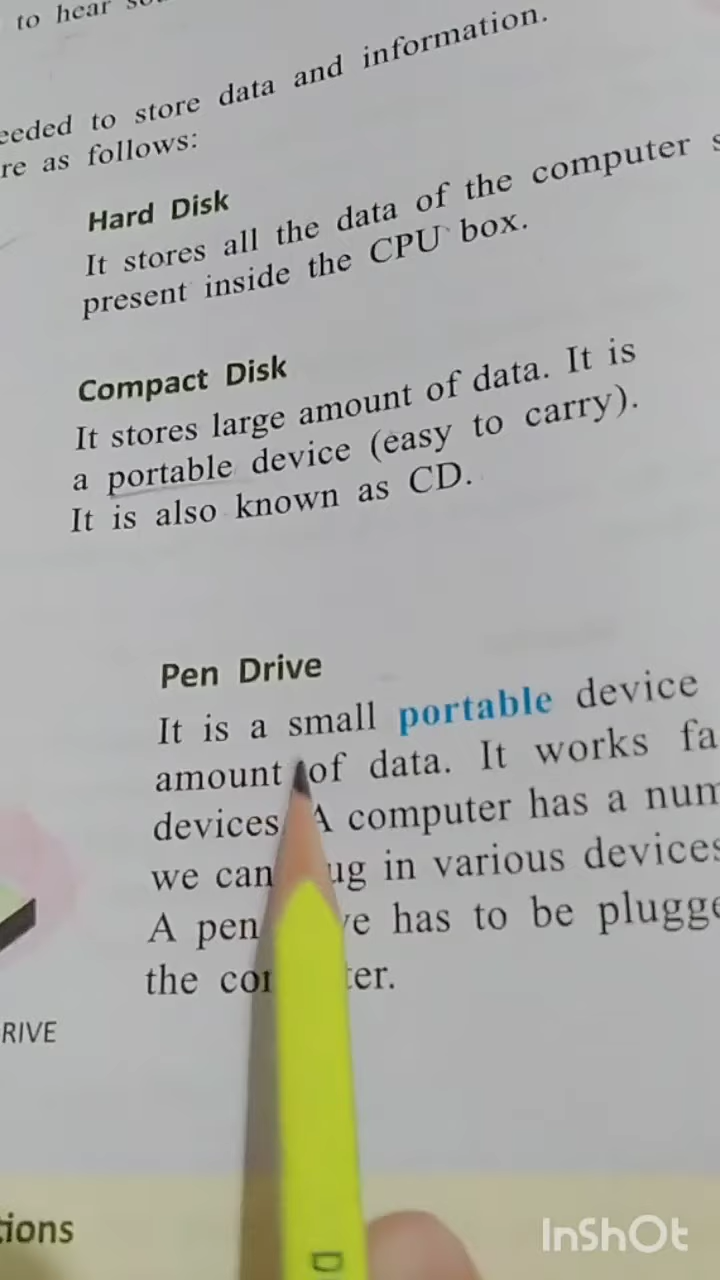 to hear
needed to store data and information.
re as follows:
Hard Disk
It stores all the data of the computer s
present inside the CPU box.
Compact Disk
It stores large amount of data. It is
a portable device (easy to carry).
It is also known as CD.
Pen Drive
It is a small portable device
amount of data. It works fa
devices. A computer has a num
we can ug in various devices
A pen ve has to be plugge
the co ter.
RIVE
tions
D
InShOt